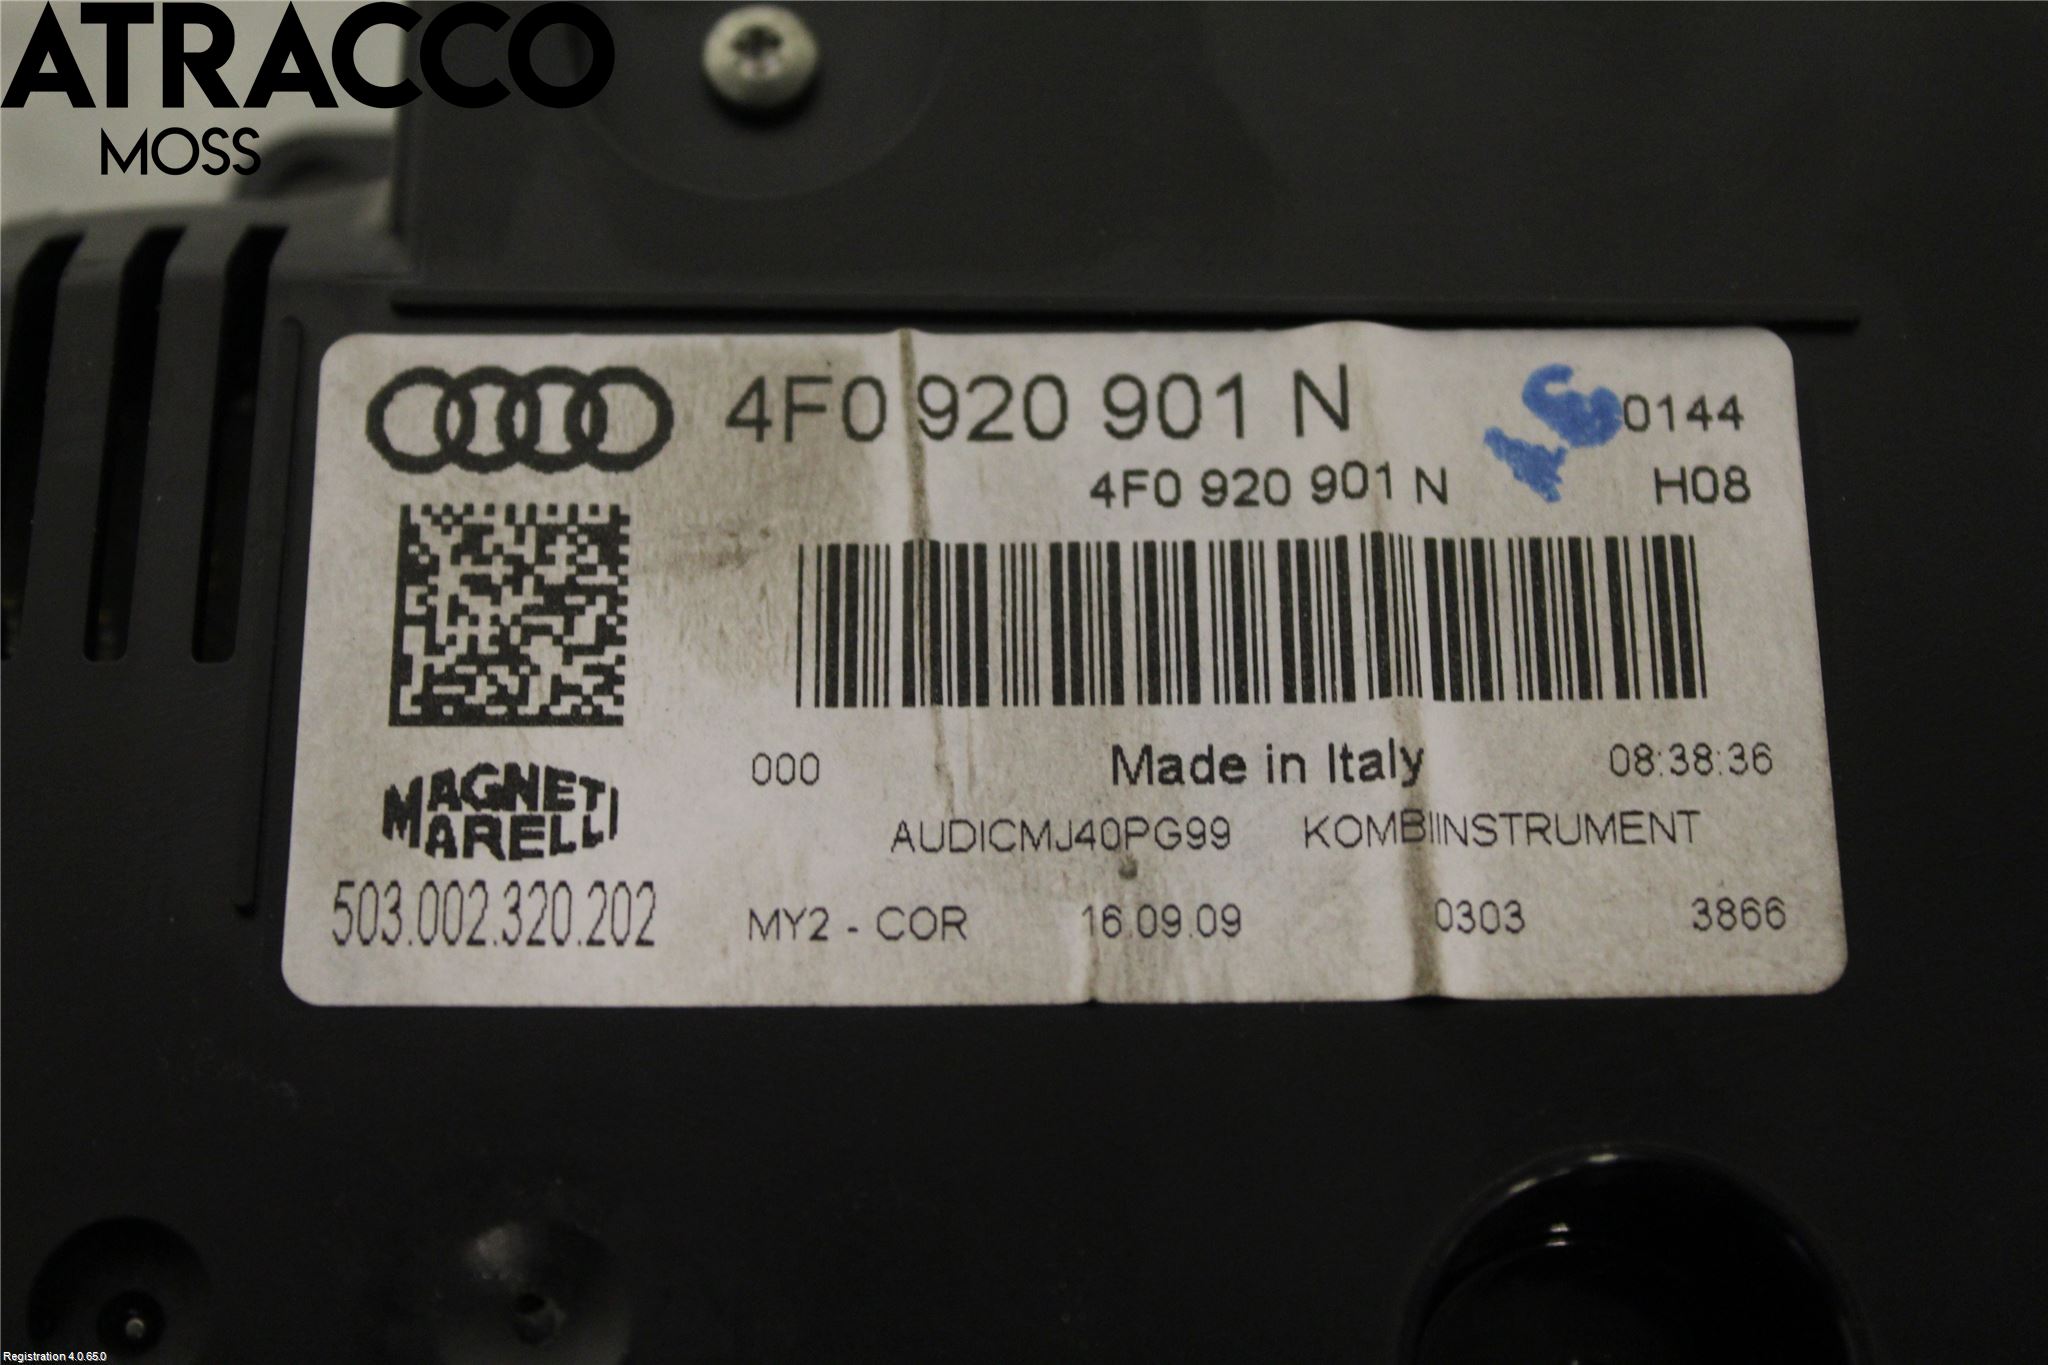 ATRACCO
MOSS
4F0 920 901 N
16
0144
4F0 920 901 N
H08
000
Made in Italy
08:38:36
MAGNETI
MARELLI
AUDICMJ40PG99 KOMBIINSTRUMENT
503.002.320.202
MY2 - COR 16.09.09 0303 3866
Registration 4.0.65.0